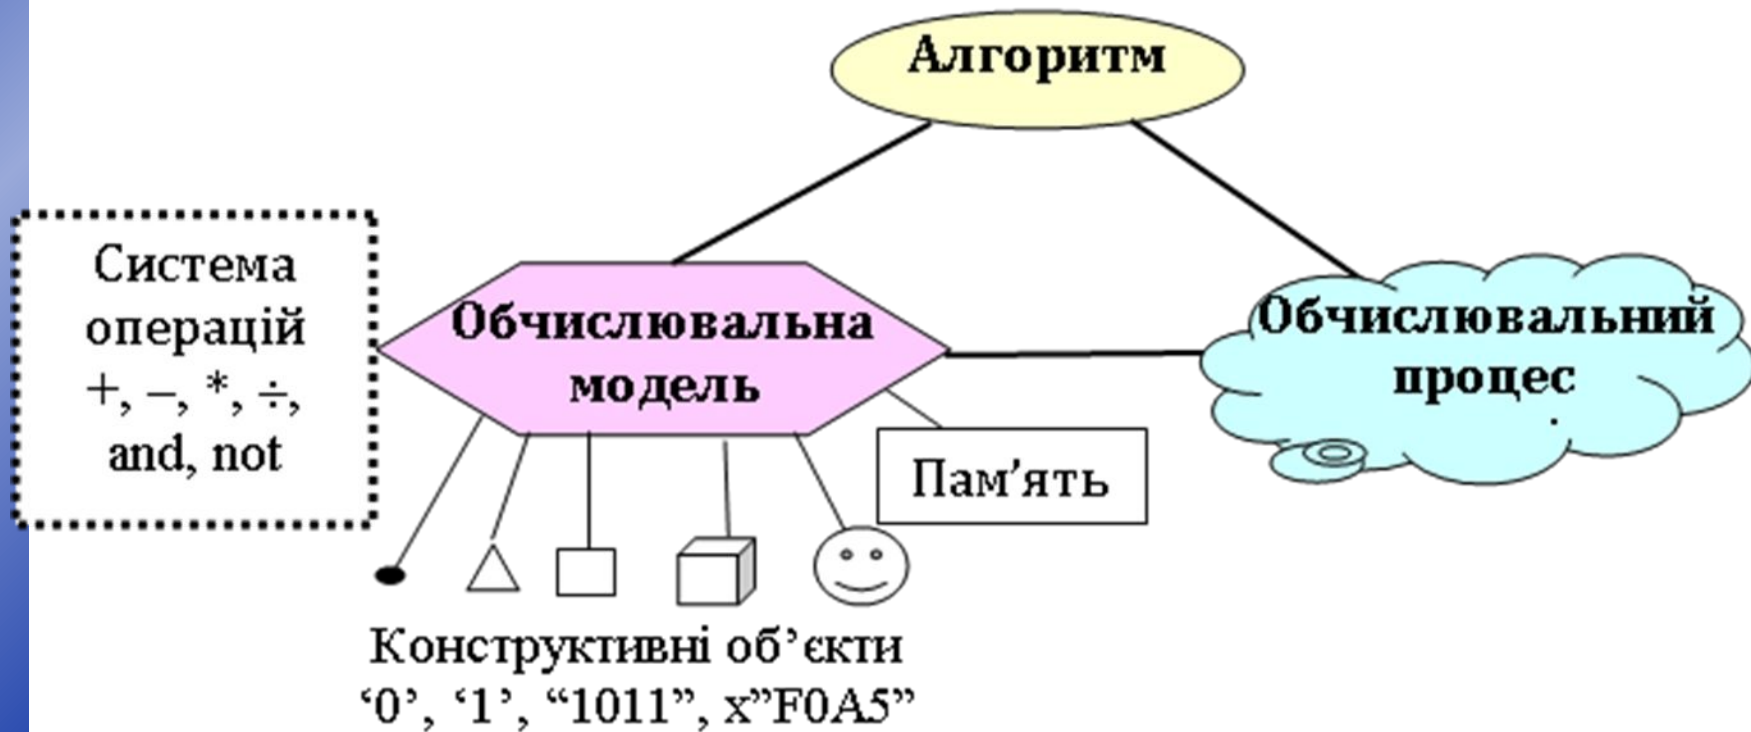 Алгоритм
Система
операцій
+, –, *, ÷,
and, not
Обчислювальна
модель
Обчислювальний
процес
.
Пам’ять
Конструктивні об’єкти
‘0’, ‘1’, “1011”, x”F0A5”